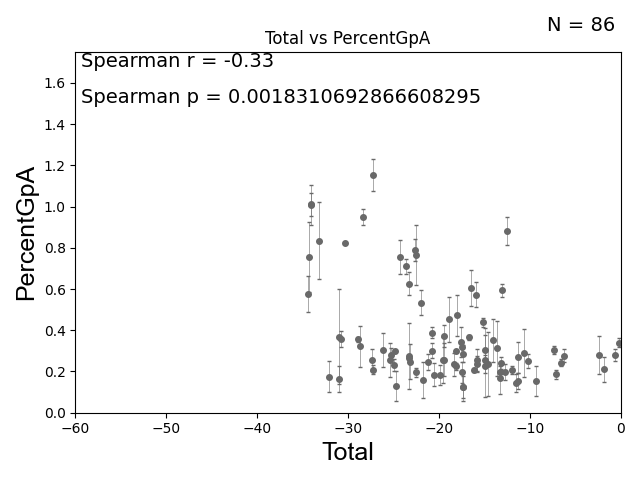 N = 86
Total vs PercentGpA
Spearman r = -0.33
Spearman p = 0.0018310692866608295
PercentGpA
1.6
1.4
1.2
1.0
0.8
0.6
0.4
0.2
0.0
−60 −50 −40 −30 −20 −10 0
Total